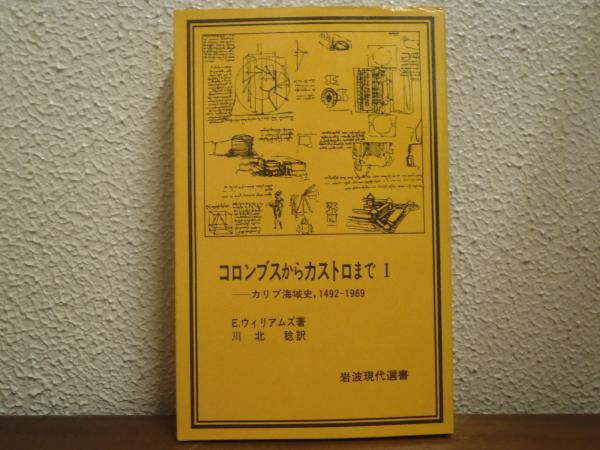 コロンブスからカストロまで I
──カリブ海域史,1492-1969
E.ウィリアムズ著
川北 稔訳
岩波現代選書